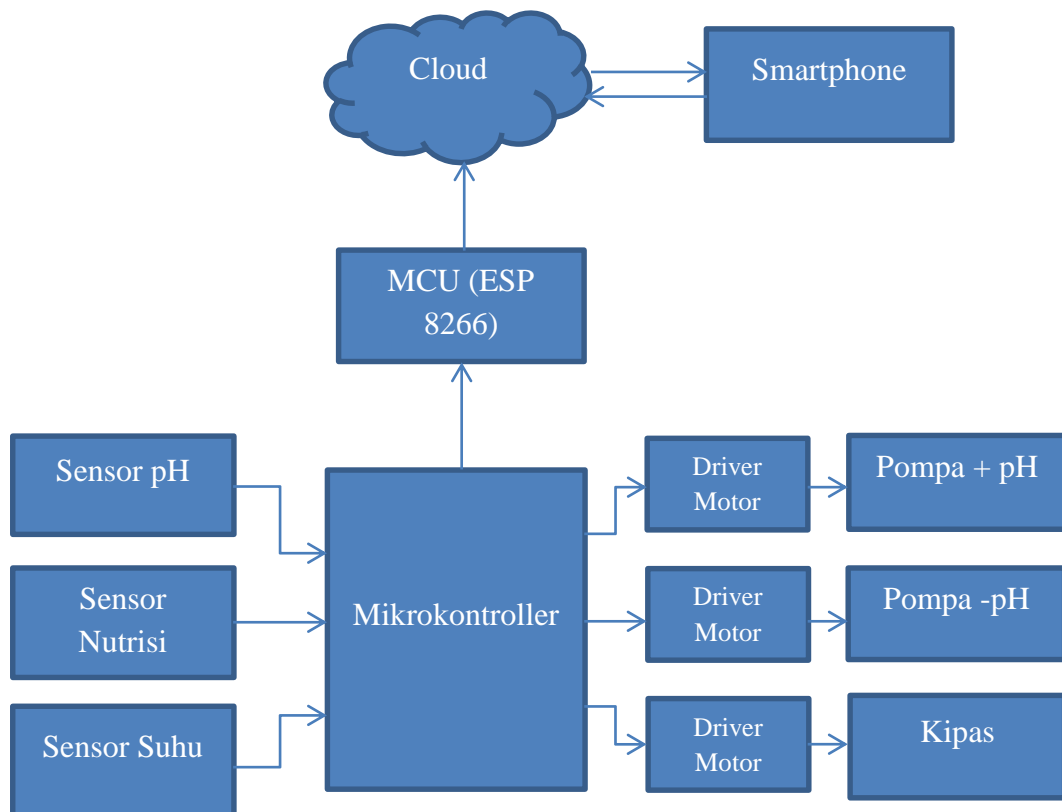 Cloud
Smartphone
MCU (ESP
8266)
Sensor pH
Sensor
Nutrisi
Sensor Suhu
Mikrokontroller
Driver
Motor
Pompa + pH
Driver
Motor
Pompa -pH
Driver
Motor
Kipas